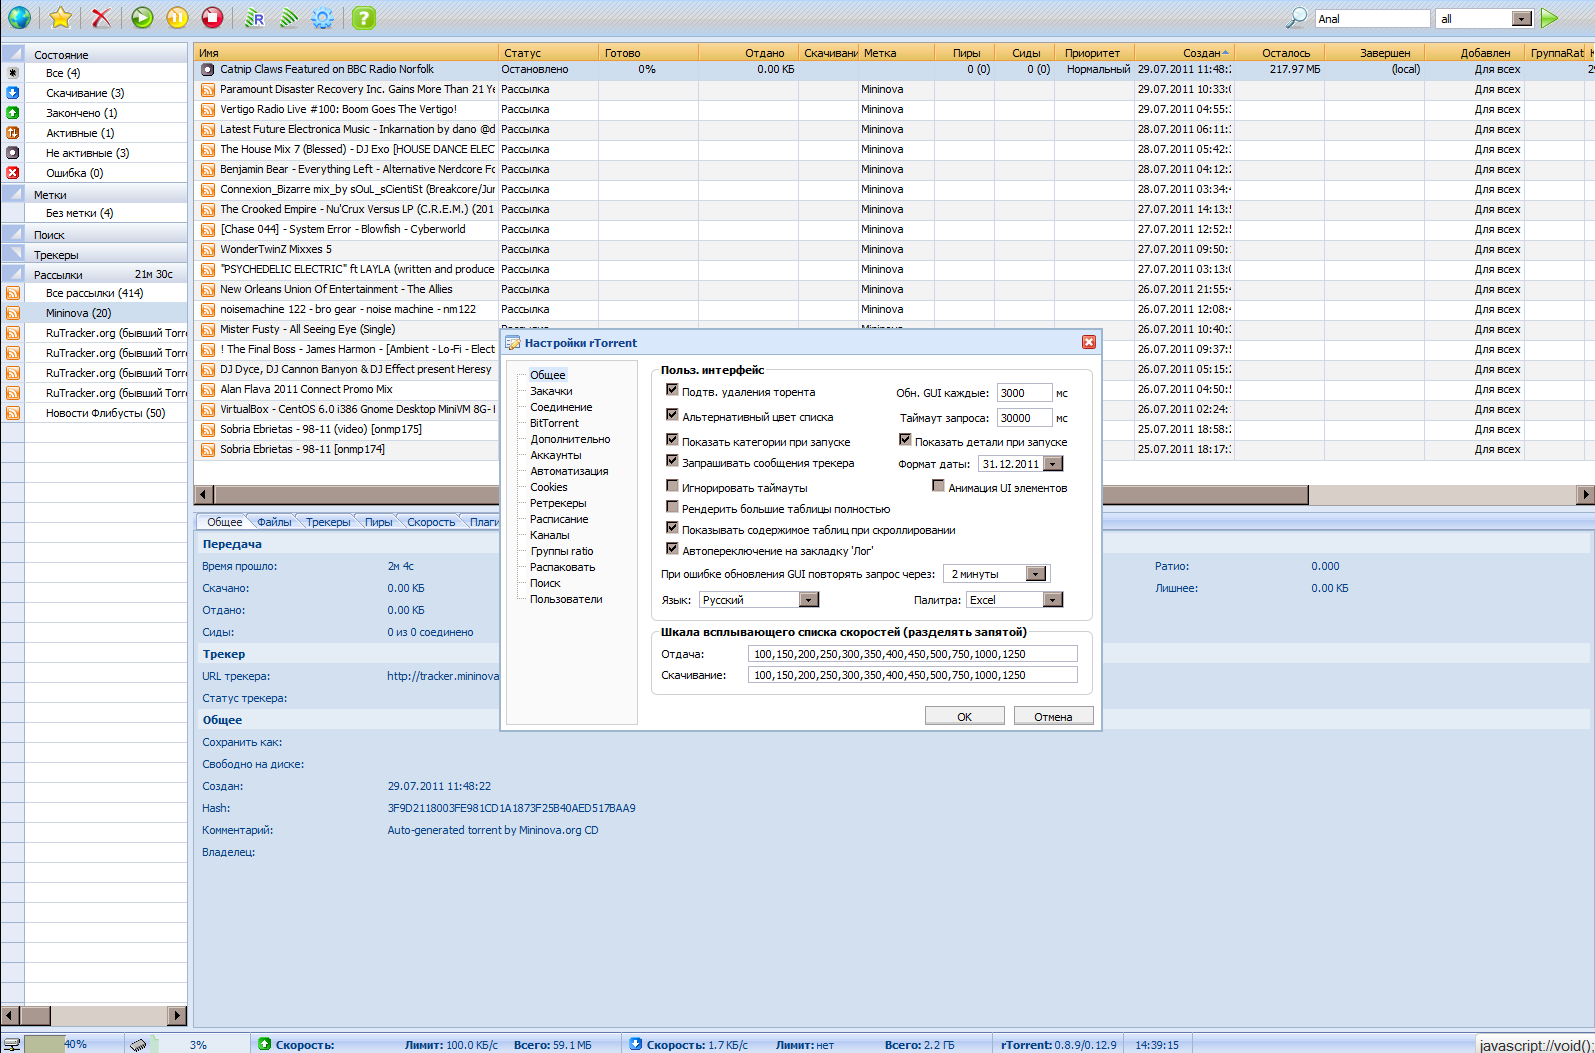 Anal all
Состояние
Все (4)
Скачивание (3)
Закончено (1)
Активные (1)
Не активные (3)
Ошибка (0)
Метки
Без метки (4)
Поиск
Трекеры
Рассылки 21м 30с
Все рассылки (414)
Mininova (20)
RuTracker.org (бывший Torr
RuTracker.org (бывший Torr
RuTracker.org (бывший Torr
RuTracker.org (бывший Torr
Новости Флибусты (50)
Имя Статус Готово Отдано Скачивани Метка Пиры Сиды Приоритет Создан Осталось Завершен Добавлен ГруппаRat
Catnip Claws Featured on BBC Radio Norfolk Остановлено 0% 0.00 КБ 0 (0) 0 (0) Нормальный 29.07.2011 11:48:2 217.97 МБ (local) Для всех
Paramount Disaster Recovery Inc. Gains More Than 21 Ye Рассылка Mininova 29.07.2011 10:33:0 Для всех
Vertigo Radio Live #100: Boom Goes The Vertigo! Рассылка Mininova 29.07.2011 04:55: Для всех
Latest Future Electronica Music - Inkarnation by dano @d Рассылка Mininova 28.07.2011 06:11: Для всех
The House Mix 7 (Blessed) - DJ Exo [HOUSE DANCE ELEC Рассылка Mininova 28.07.2011 05:42: Для всех
Benjamin Bear - Everything Left - Alternative Nerdcore Fo Рассылка Mininova 28.07.2011 04:12: Для всех
Connexion_Bizarre mix_by sOuL_sCientiSt (Breakcore/Jur Рассылка Mininova 28.07.2011 03:34: Для всех
The Crooked Empire - Nu'Crux Versus LP (C.R.E.M.) (201 Рассылка Mininova 27.07.2011 14:13: Для всех
[Chase 044] - System Error - Blowfish - Cyberworld Рассылка Mininova 27.07.2011 12:52: Для всех
WonderTwinZ Mixxes 5 Рассылка Mininova 27.07.2011 09:50: Для всех
"PSYCHEDELIC ELECTRIC" ft LAYLA (written and produce Рассылка Mininova 27.07.2011 03:13: Для всех
New Orleans Union Of Entertainment - The Allies Рассылка Mininova 26.07.2011 21:55: Для всех
noisemachine 122 - bro gear - noise machine - nm122 Рассылка Mininova 26.07.2011 12:08: Для всех
Mister Fusty - All Seeing Eye (Single) Рассылка Mininova 26.07.2011 10:40: Для всех
! The Final Boss - James Harmon - [Ambient - Lo-Fi - Elect 26.07.2011 09:37: Для всех
DJ Dyce, DJ Cannon Banyon & DJ Effect present Heresy 26.07.2011 05:15: Для всех
Alan Flava 2011 Connect Promo Mix 26.07.2011 04:50: Для всех
VirtualBox - CentOS 6.0 i386 Gnome Desktop MiniVM 8G- 26.07.2011 02:24: Для всех
Sobria Ebrietas - 98-11 (video) [onmp175] 25.07.2011 18:58: Для всех
Sobria Ebrietas - 98-11 [onmp174] 25.07.2011 18:17: Для всех
Настройки rTorrent
Общее
Закачки
Соединение
BitTorrent
Дополнительно
Аккаунты
Автоматизация
Cookies
Ретрекеры
Расписание
Каналы
Группы ratio
Распаковать
Поиск
Пользователи
Польз. интерфейс
Подтв. удаления торента Обн. GUI каждые: 3000 мс
Альтернативный цвет списка Таймаут запроса: 30000 мс
Показать категории при запуске Показать детали при запуске
Запрашивать сообщения трекера Формат даты: 31.12.2011
Игнорировать таймауты Анимация UI элементов
Рендерить большие таблицы полностью
Показывать содержимое таблиц при скроллировании
Автопереключение на закладку 'Лог'
При ошибке обновления GUI повторять запрос через: 2 минуты
Язык: Русский Палитра: Excel
Шкала всплывающего списка скоростей (разделять запятой)
Отдача: 100,150,200,250,300,350,400,450,500,750,1000,1250
Скачивание: 100,150,200,250,300,350,400,450,500,750,1000,1250
OK Отмена
Общее Файлы Трекеры Пиры Скорость Плаги
Передача
Время прошло: 2м 4с Ратио: 0.000
Скачано: 0.00 КБ Лишнее: 0.00 КБ
Отдано: 0.00 КБ
Сиды: 0 из 0 соединено
Трекер
URL трекера: http://tracker.mininova
Статус трекера:
Общее
Сохранить как:
Свободно на диске:
Создан: 29.07.2011 11:48:22
Hash: 3F9D2118003FE981CD1A1873F25B40AED517BAA9
Комментарий: Auto-generated torrent by Mininova.org CD
Владелец:
40% 3% Скорость: Лимит: 100.0 КБ/с Всего: 59.1 МБ Скорость: 1.7 КБ/с Лимит: нет Всего: 2.2 ГБ rTorrent: 0.8.9/0.12.9 14:39:15 javascript://void();